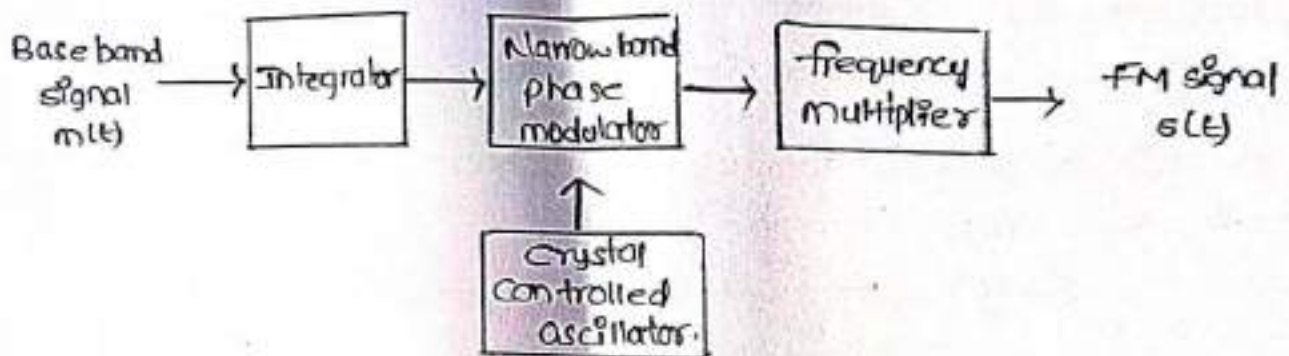 Base band
signal
m(t)
Integrator
Narrow band
phase
modulator
frequency
multiplier
FM signal
s(t)
Crystal
Controlled
oscillator.